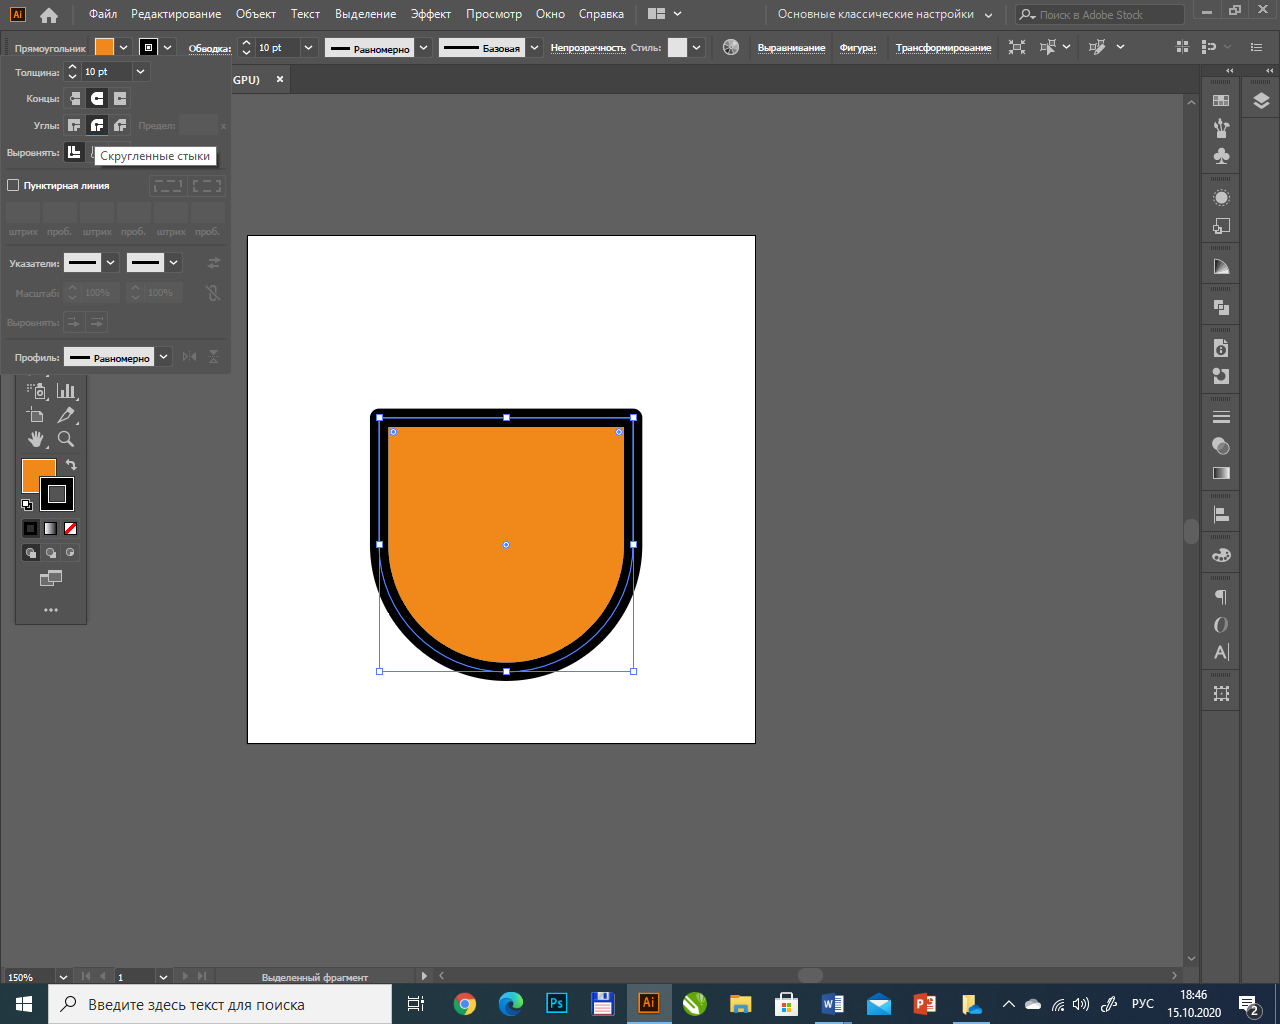 Ai Файл Редактирование Объект Текст Выделение Эффект Просмотр Окно Справка Основные классические настройки Поиск в Adobe Stock
Прямоугольник Обводка: 10 pt Равномерно Базовая Непрозрачность Стиль: Выравнивание Фигура: Трансформирование
Толщина: 10 pt
GPU) ×
Концы:
Углы: Предел: x
Выровнять:
Скругленные стыки
Пунктирная линия
штрих проб. штрих проб. штрих проб.
Указатели:
Масштаб: 100% 100%
Выровнять:
Профиль: Равномерно
150% 1 Выделенный фрагмент
Введите здесь текст для поиска
Ps Ai W P
РУС
18:46
15.10.2020
2